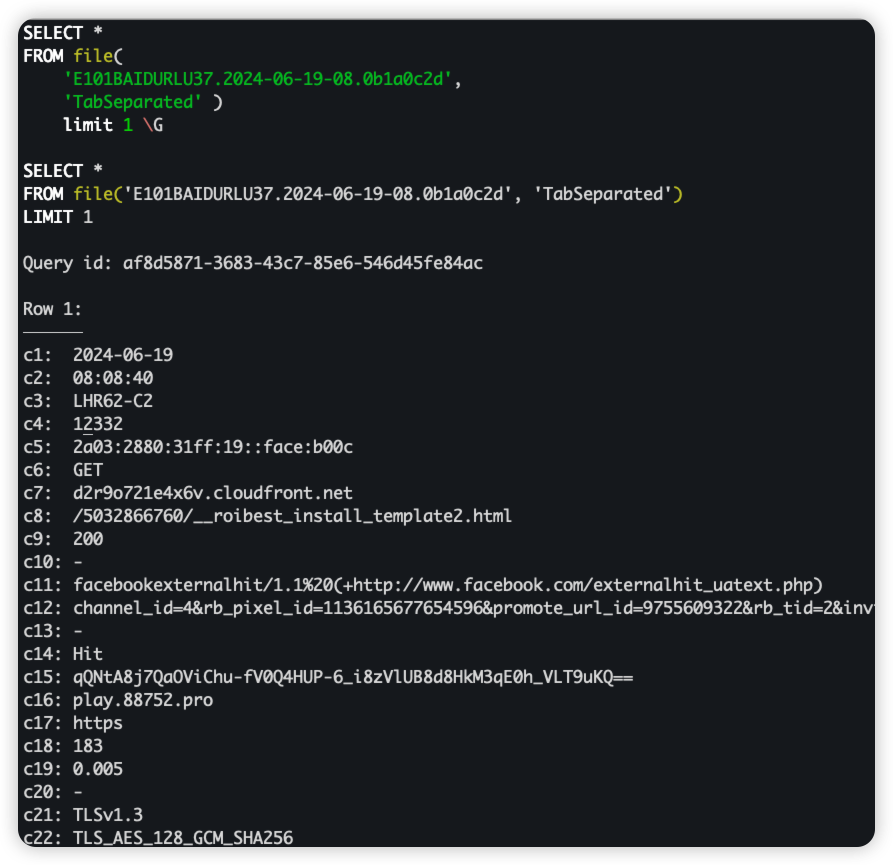 SELECT *
FROM file(
'E101BAIDURLU37.2024-06-19-08.0b1a0c2d',
'TabSeparated' )
limit 1 \G
SELECT *
FROM file('E101BAIDURLU37.2024-06-19-08.0b1a0c2d', 'TabSeparated')
LIMIT 1
Query id: af8d5871-3683-43c7-85e6-546d45fe84ac
Row 1:
c1: 2024-06-19
c2: 08:08:40
c3: LHR62-C2
c4: 12332
c5: 2a03:2880:31ff:19::face:b00c
c6: GET
c7: d2r9o721e4x6v.cloudfront.net
c8: /5032866760/__roibest_install_template2.html
c9: 200
c10: -
c11: facebookexternalhit/1.1%20(+http://www.facebook.com/externalhit_uatext.php)
c12: channel_id=4&rb_pixel_id=1136165677654596&promote_url_id=9755609322&rb_tid=2&inv
c13: -
c14: Hit
c15: qQNtA8j7QaOViChu-fV0Q4HUP-6_i8zVlUB8d8HkM3qE0h_VLT9uKQ==
c16: play.88752.pro
c17: https
c18: 183
c19: 0.005
c20: -
c21: TLSv1.3
c22: TLS_AES_128_GCM_SHA256